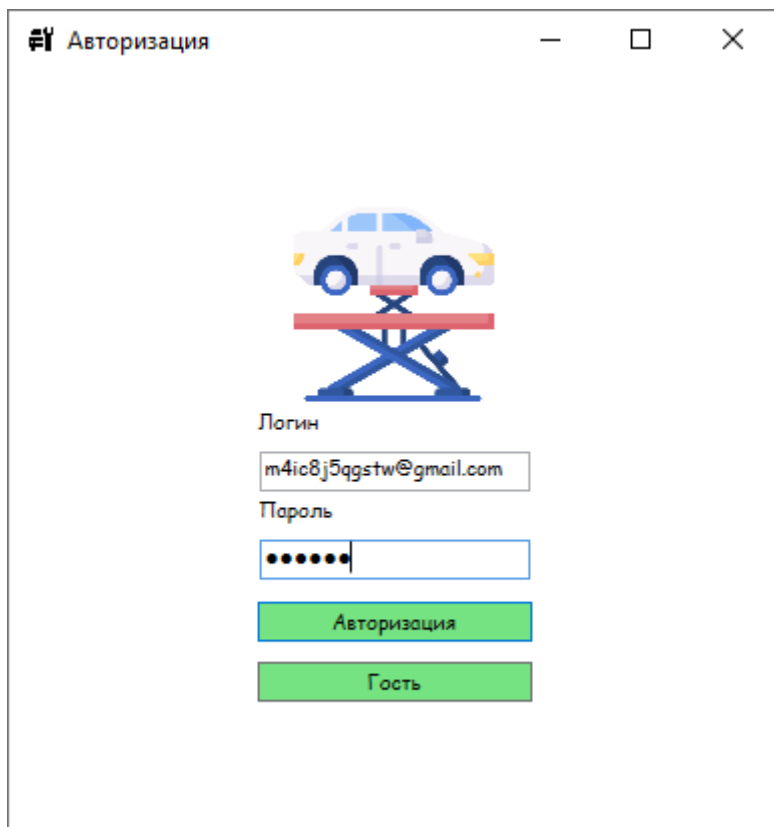 Авторизация
Логин
m4ic8j5qgstw@gmail.com
Пароль
••••••
Авторизация
Гость